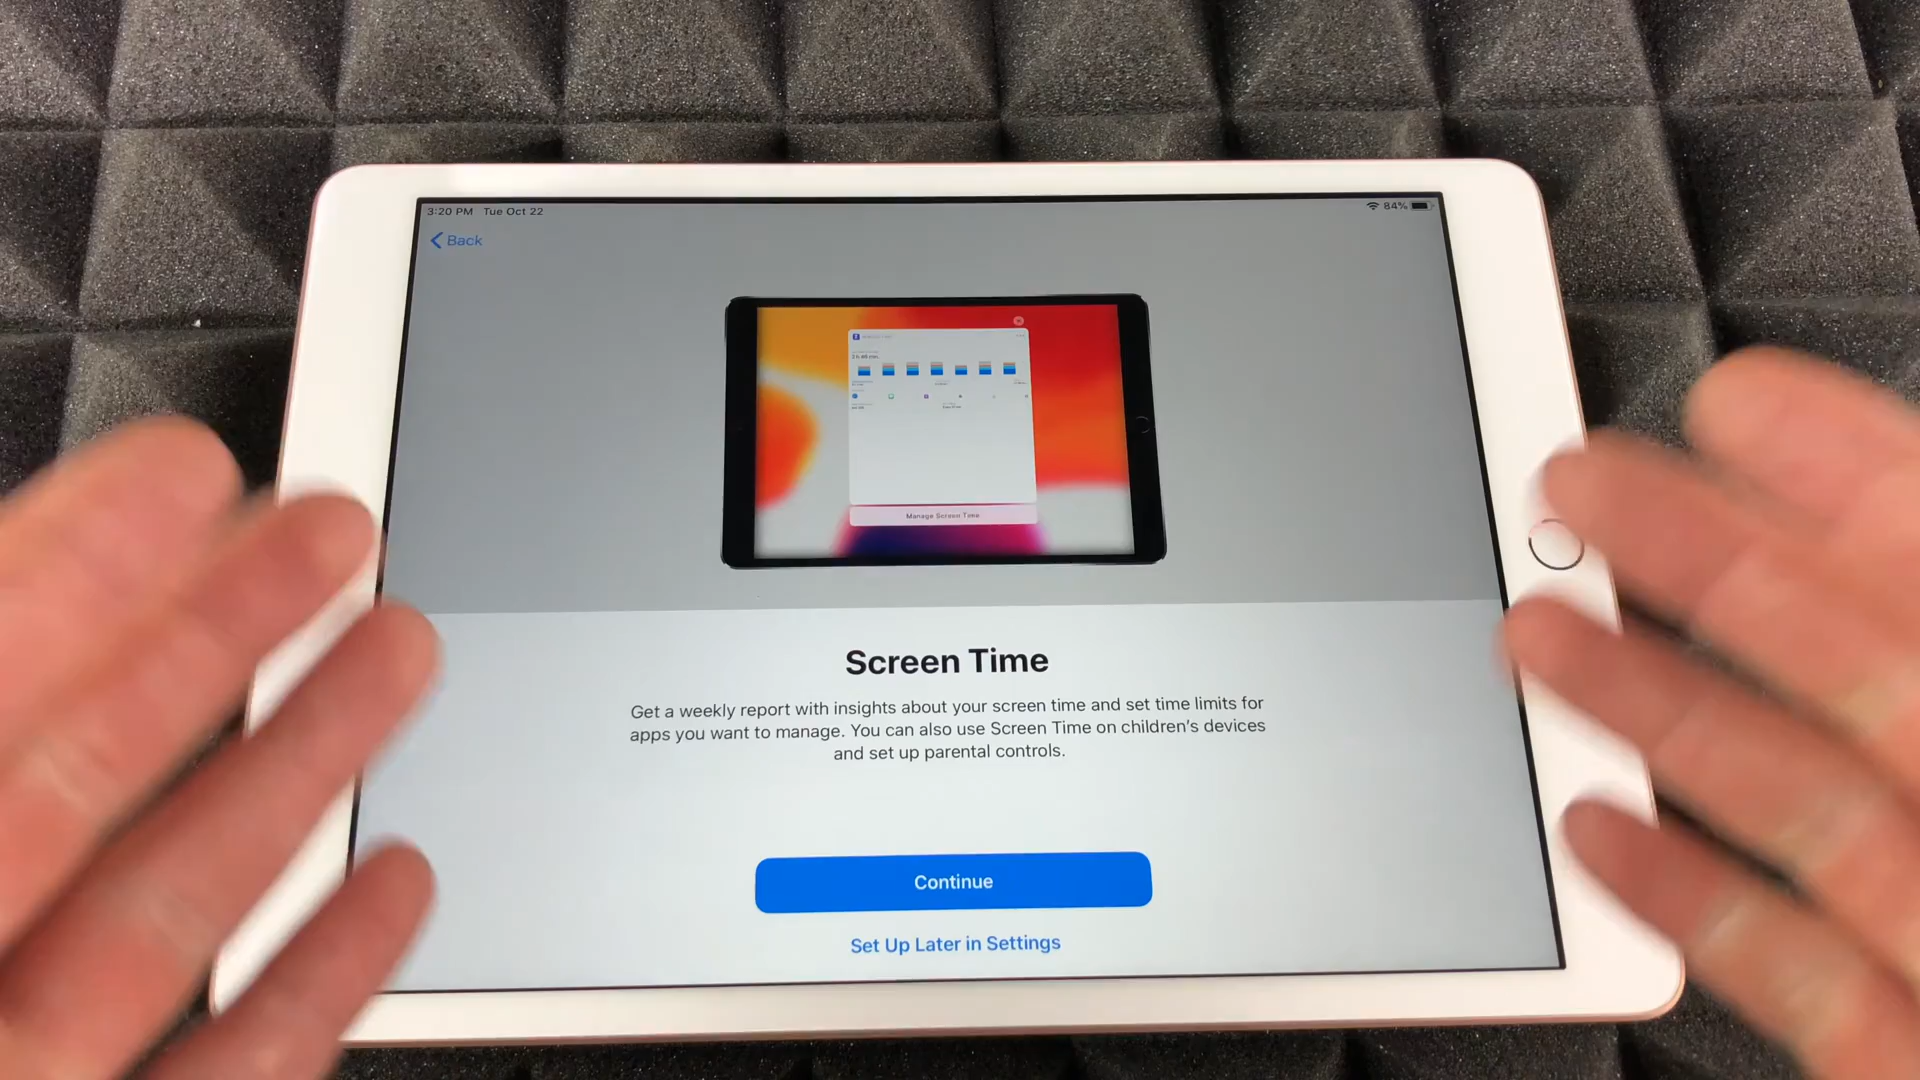 3:20 PM Tue Oct 22
84%
Back
Manage Screen Time
Screen Time
Get a weekly report with insights about your screen time and set time limits for
apps you want to manage. You can also use Screen Time on children's devices
and set up parental controls.
Continue
Set Up Later in Settings